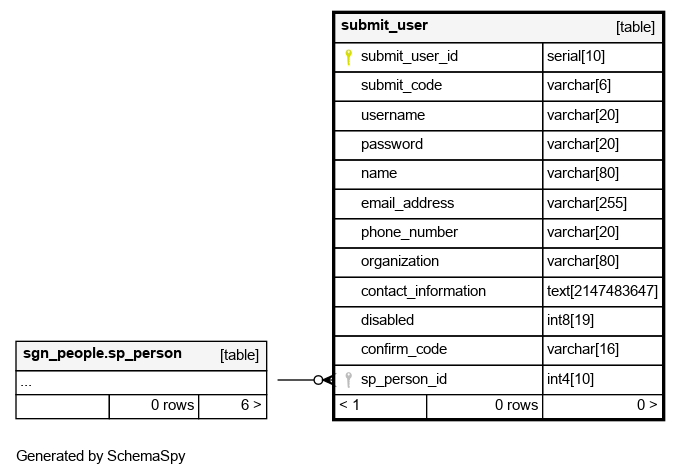 submit_user [table]
submit_user_id serial[10]
submit_code varchar[6]
username varchar[20]
password varchar[20]
name varchar[80]
email_address varchar[255]
phone_number varchar[20]
organization varchar[80]
contact_information text[2147483647]
disabled int8[19]
confirm_code varchar[16]
sp_person_id int4[10]
< 1 0 rows 0 >
sgn_people.sp_person [table]
...
0 rows 6 >
Generated by SchemaSpy